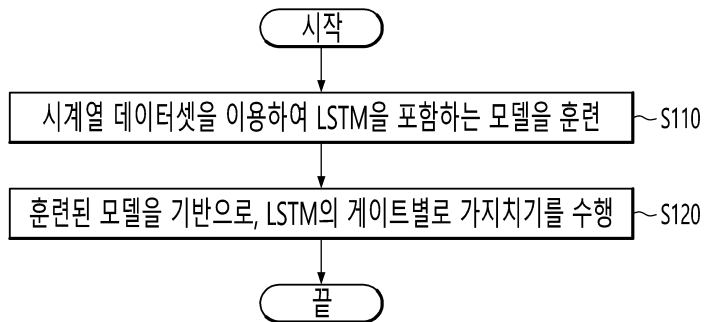 시작
시계열 데이터셋을 이용하여 LSTM을 포함하는 모델을 훈련
S110
훈련된 모델을 기반으로, LSTM의 게이트별로 가지치기를 수행
S120
끝